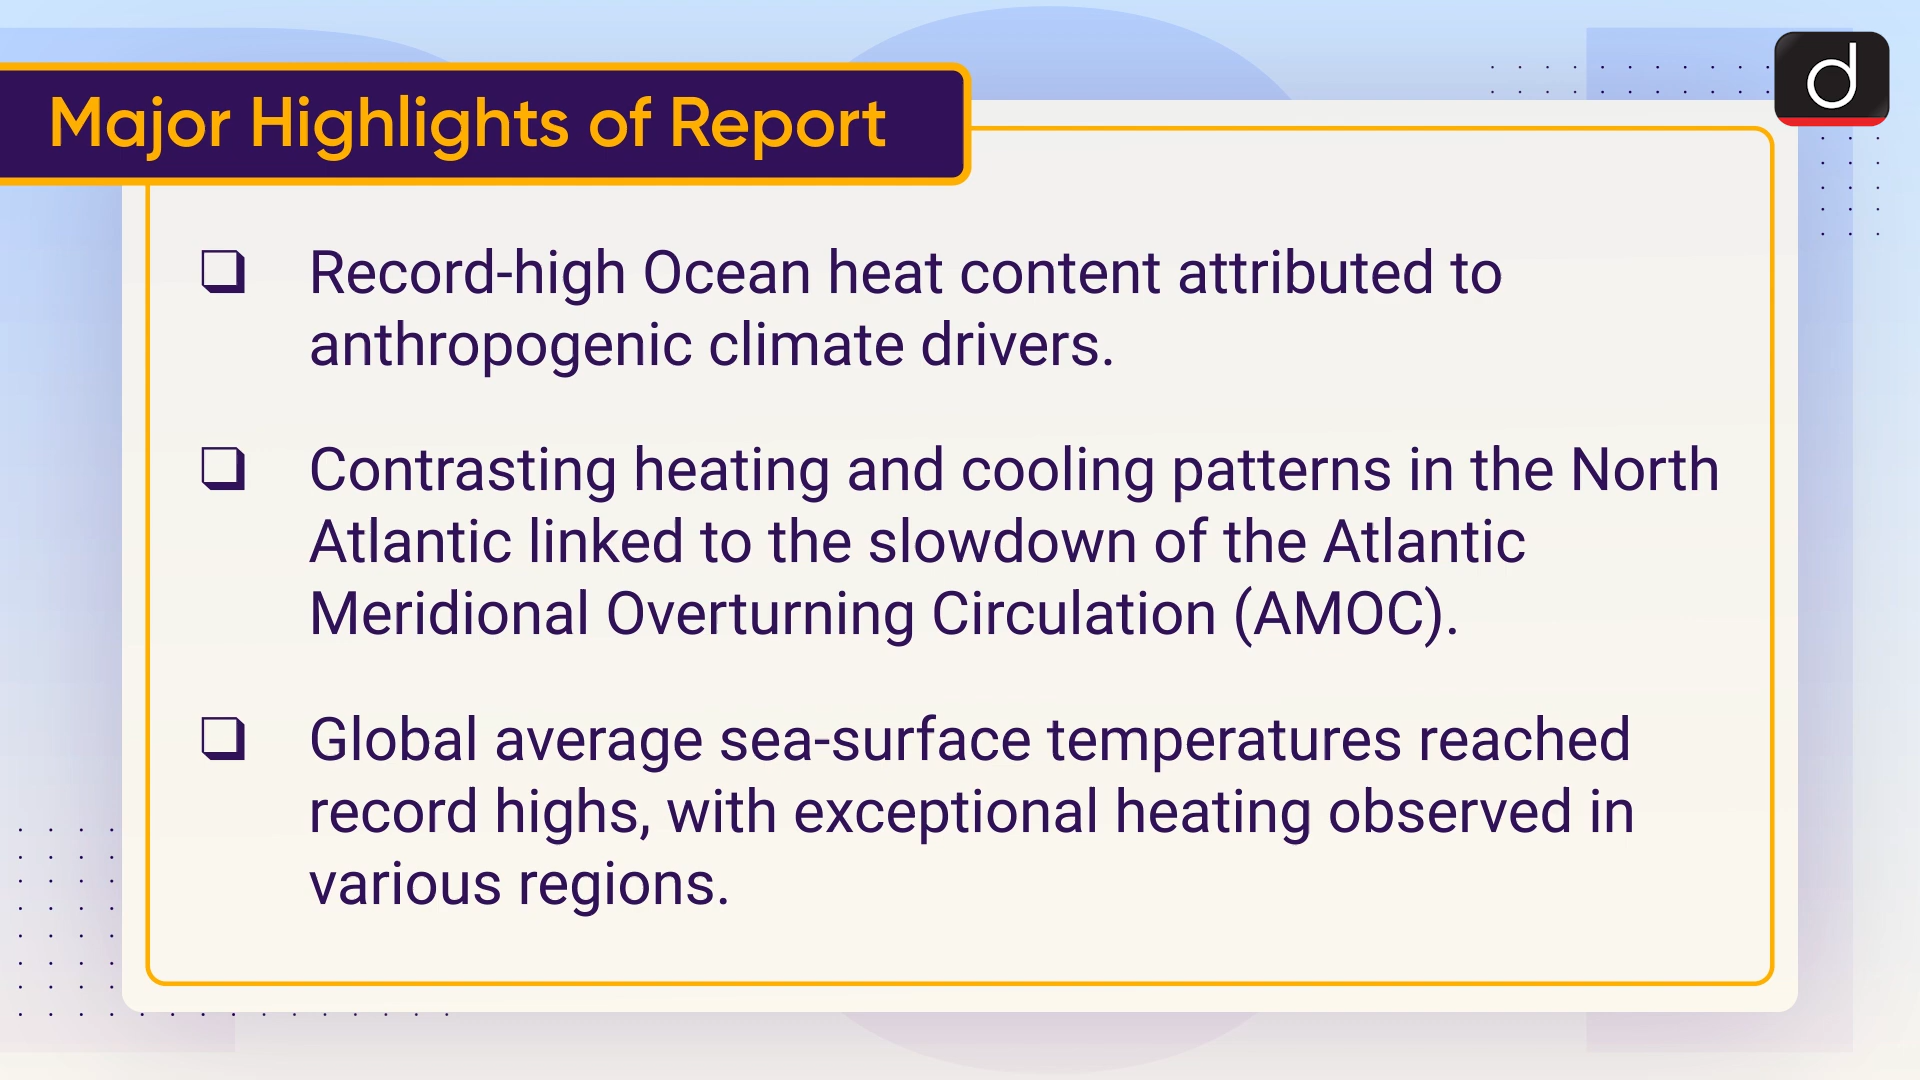 Major Highlights of Report
d
❑ Record-high Ocean heat content attributed to
anthropogenic climate drivers.
❑ Contrasting heating and cooling patterns in the North
Atlantic linked to the slowdown of the Atlantic
Meridional Overturning Circulation (AMOC).
❑ Global average sea-surface temperatures reached
record highs, with exceptional heating observed in
various regions.